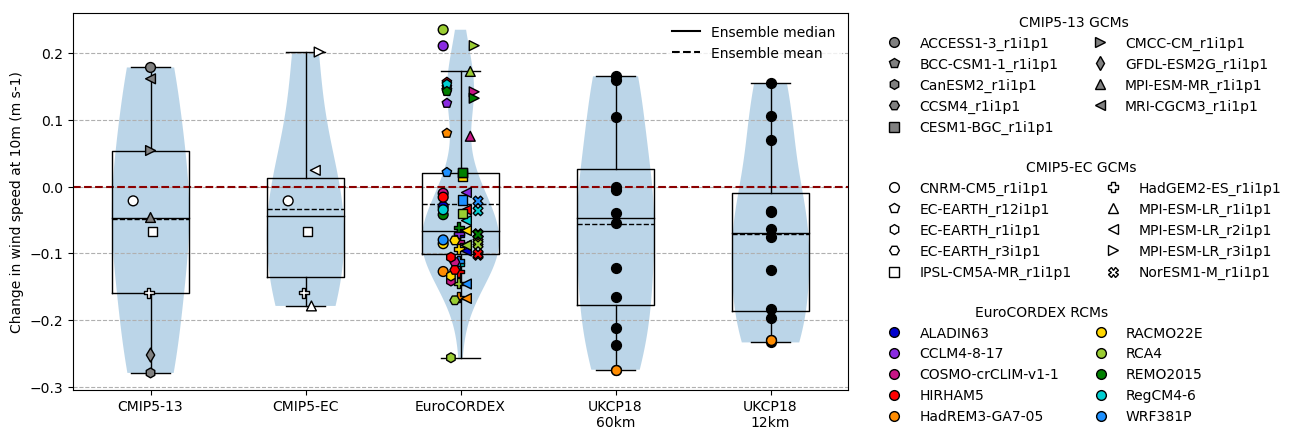 Change in wind speed at 10m (m s-1)
0.2
0.1
0.0
−0.1
−0.2
−0.3
Ensemble median
Ensemble mean
CMIP5-13
CMIP5-EC
EuroCORDEX
UKCP18
60km
UKCP18
12km
CMIP5-13 GCMs
ACCESS1-3_r1i1p1
BCC-CSM1-1_r1i1p1
CanESM2_r1i1p1
CCSM4_r1i1p1
CESM1-BGC_r1i1p1
CMCC-CM_r1i1p1
GFDL-ESM2G_r1i1p1
MPI-ESM-MR_r1i1p1
MRI-CGCM3_r1i1p1
CMIP5-EC GCMs
CNRM-CM5_r1i1p1
EC-EARTH_r12i1p1
EC-EARTH_r1i1p1
EC-EARTH_r3i1p1
IPSL-CM5A-MR_r1i1p1
HadGEM2-ES_r1i1p1
MPI-ESM-LR_r1i1p1
MPI-ESM-LR_r2i1p1
MPI-ESM-LR_r3i1p1
NorESM1-M_r1i1p1
EuroCORDEX RCMs
ALADIN63
CCLM4-8-17
COSMO-crCLIM-v1-1
HIRHAM5
HadREM3-GA7-05
RACMO22E
RCA4
REMO2015
RegCM4-6
WRF381P